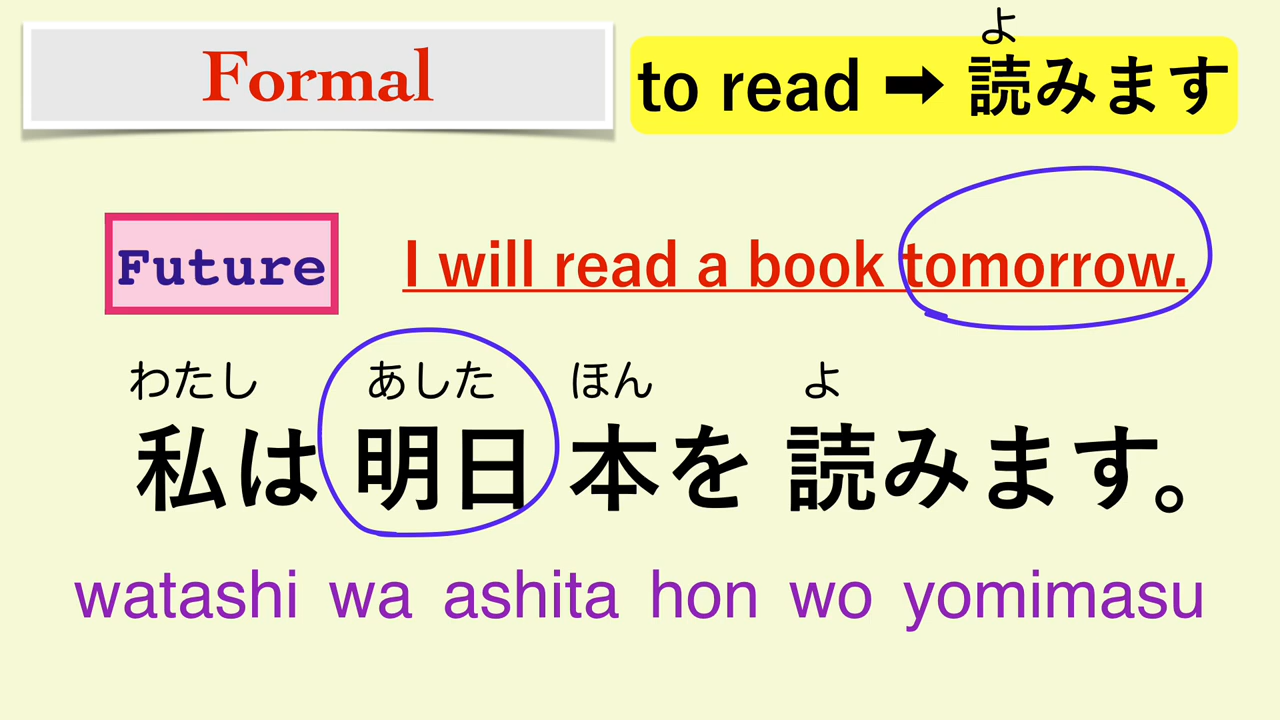 Formal
よ
to read ➡ 読みます
Future
I will read a book tomorrow.
わたし あした ほん よ
私は 明日 本を 読みます。
watashi wa ashita hon wo yomimasu